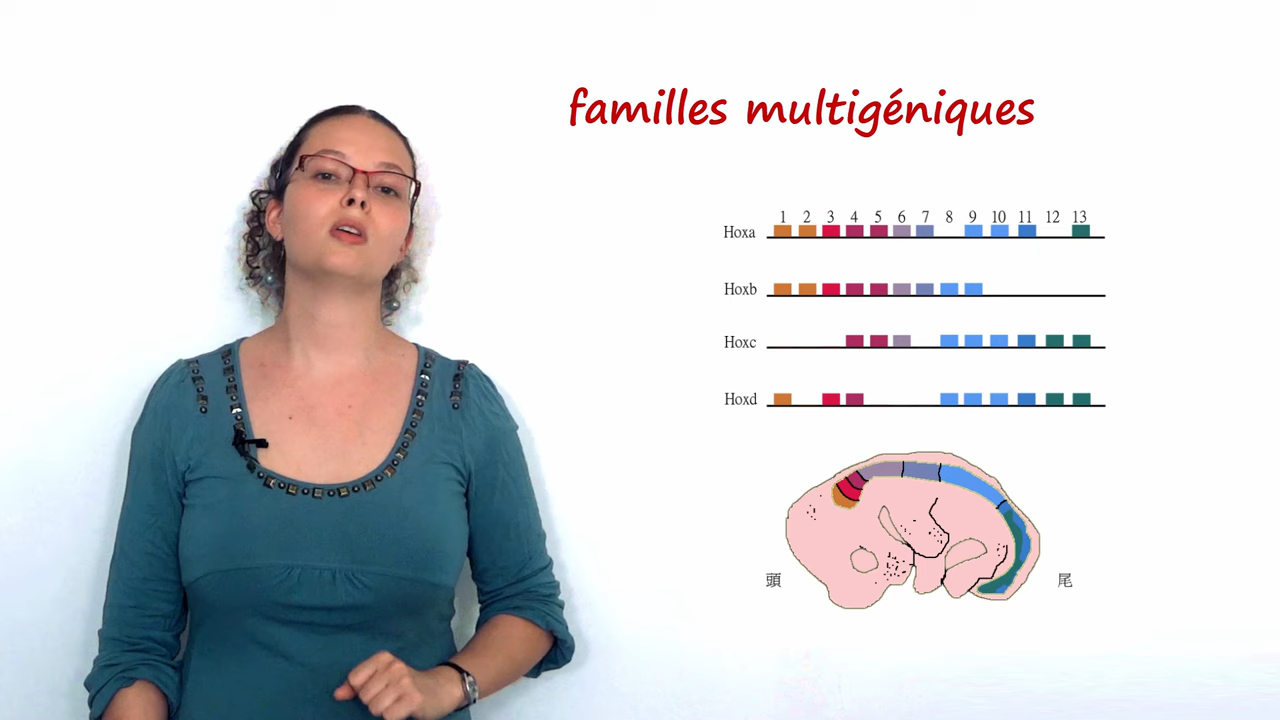 familles multigéniques
1 2 3 4 5 6 7 8 9 10 11 12 13
Hoxa
Hoxb
Hoxc
Hoxd
頭 尾